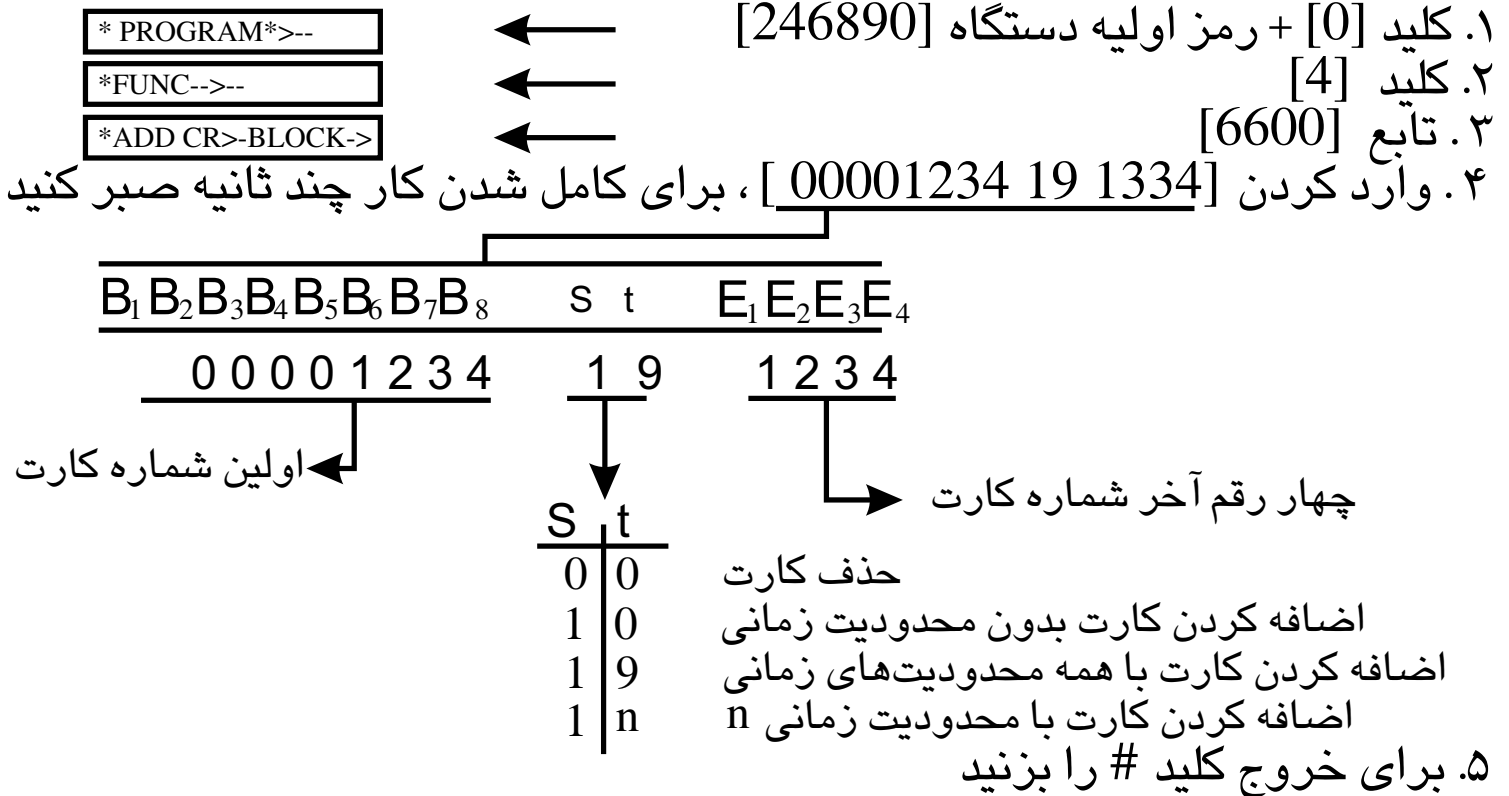 ۱. کلید [0] + رمز اولیه دستگاه [246890]
* PROGRAM*>--
۲. کلید [4]
*FUNC-->--
۳. تابع [6600]
*ADD CR>-BLOCK->
۴. وارد کردن [00001234 19 1334]، برای کامل شدن کار چند ثانیه صبر کنید
B1 B2 B3 B4 B5 B6 B7 B8 S t E1 E2 E3 E4
0 0 0 0 1 2 3 4 1 9 1 2 3 4
اولین شماره کارت
چهار رقم آخر شماره کارت
S t
0 0 حذف کارت
1 0 اضافه کردن کارت بدون محدودیت زمانی
1 9 اضافه کردن کارت با همه محدودیت‌های زمانی
1 n اضافه کردن کارت با محدودیت زمانی n
۵. برای خروج کلید # را بزنید